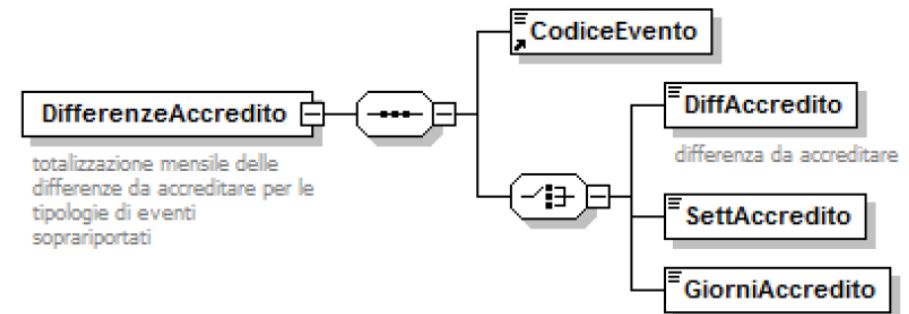 CodiceEvento
DifferenzeAccredito
totalizzazione mensile delle
differenze da accreditare per le
tipologie di eventi
soprariportati
DiffAccredito
differenza da accreditare
SettAccredito
GiorniAccredito